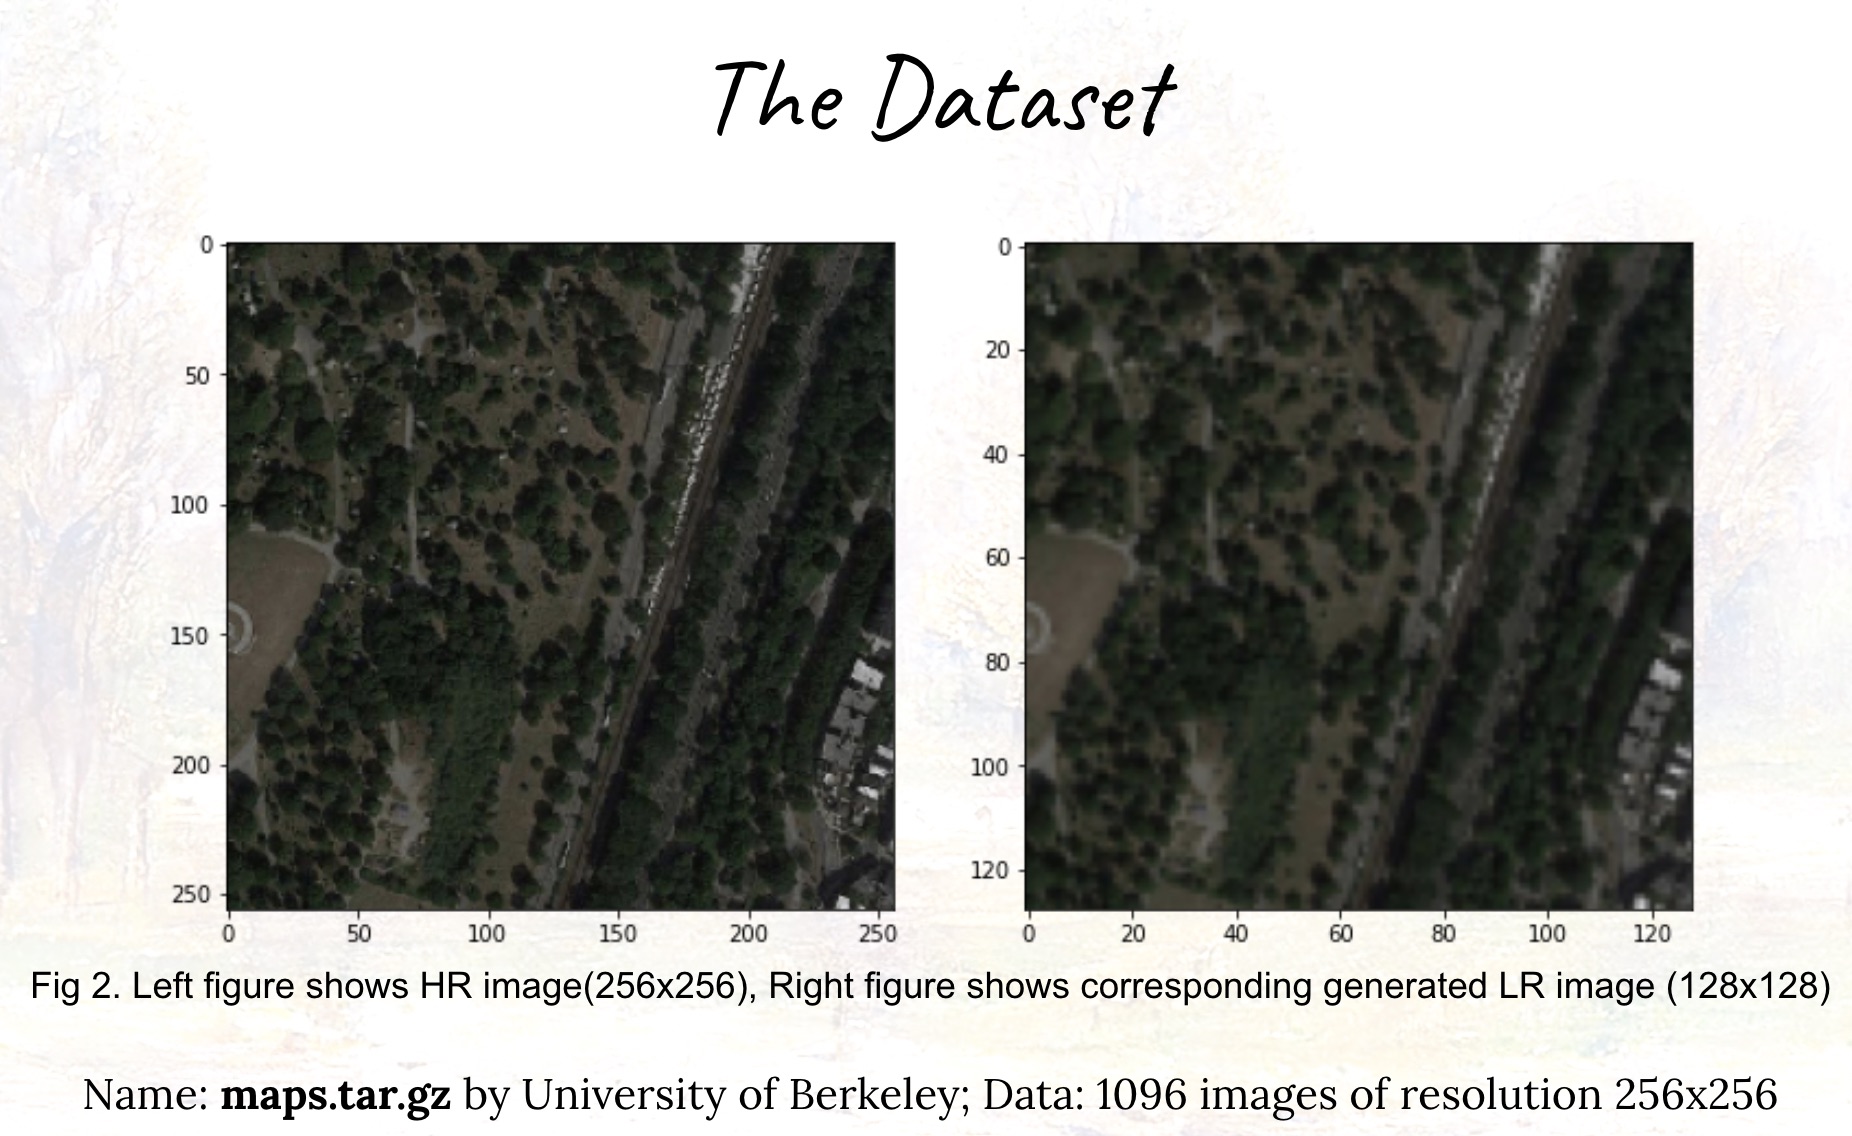 The Dataset
0
50
100
150
200
250
0 50 100 150 200 250
0
20
40
60
80
100
120
0 20 40 60 80 100 120
Fig 2. Left figure shows HR image(256x256), Right figure shows corresponding generated LR image (128x128)
Name: maps.tar.gz by University of Berkeley; Data: 1096 images of resolution 256x256